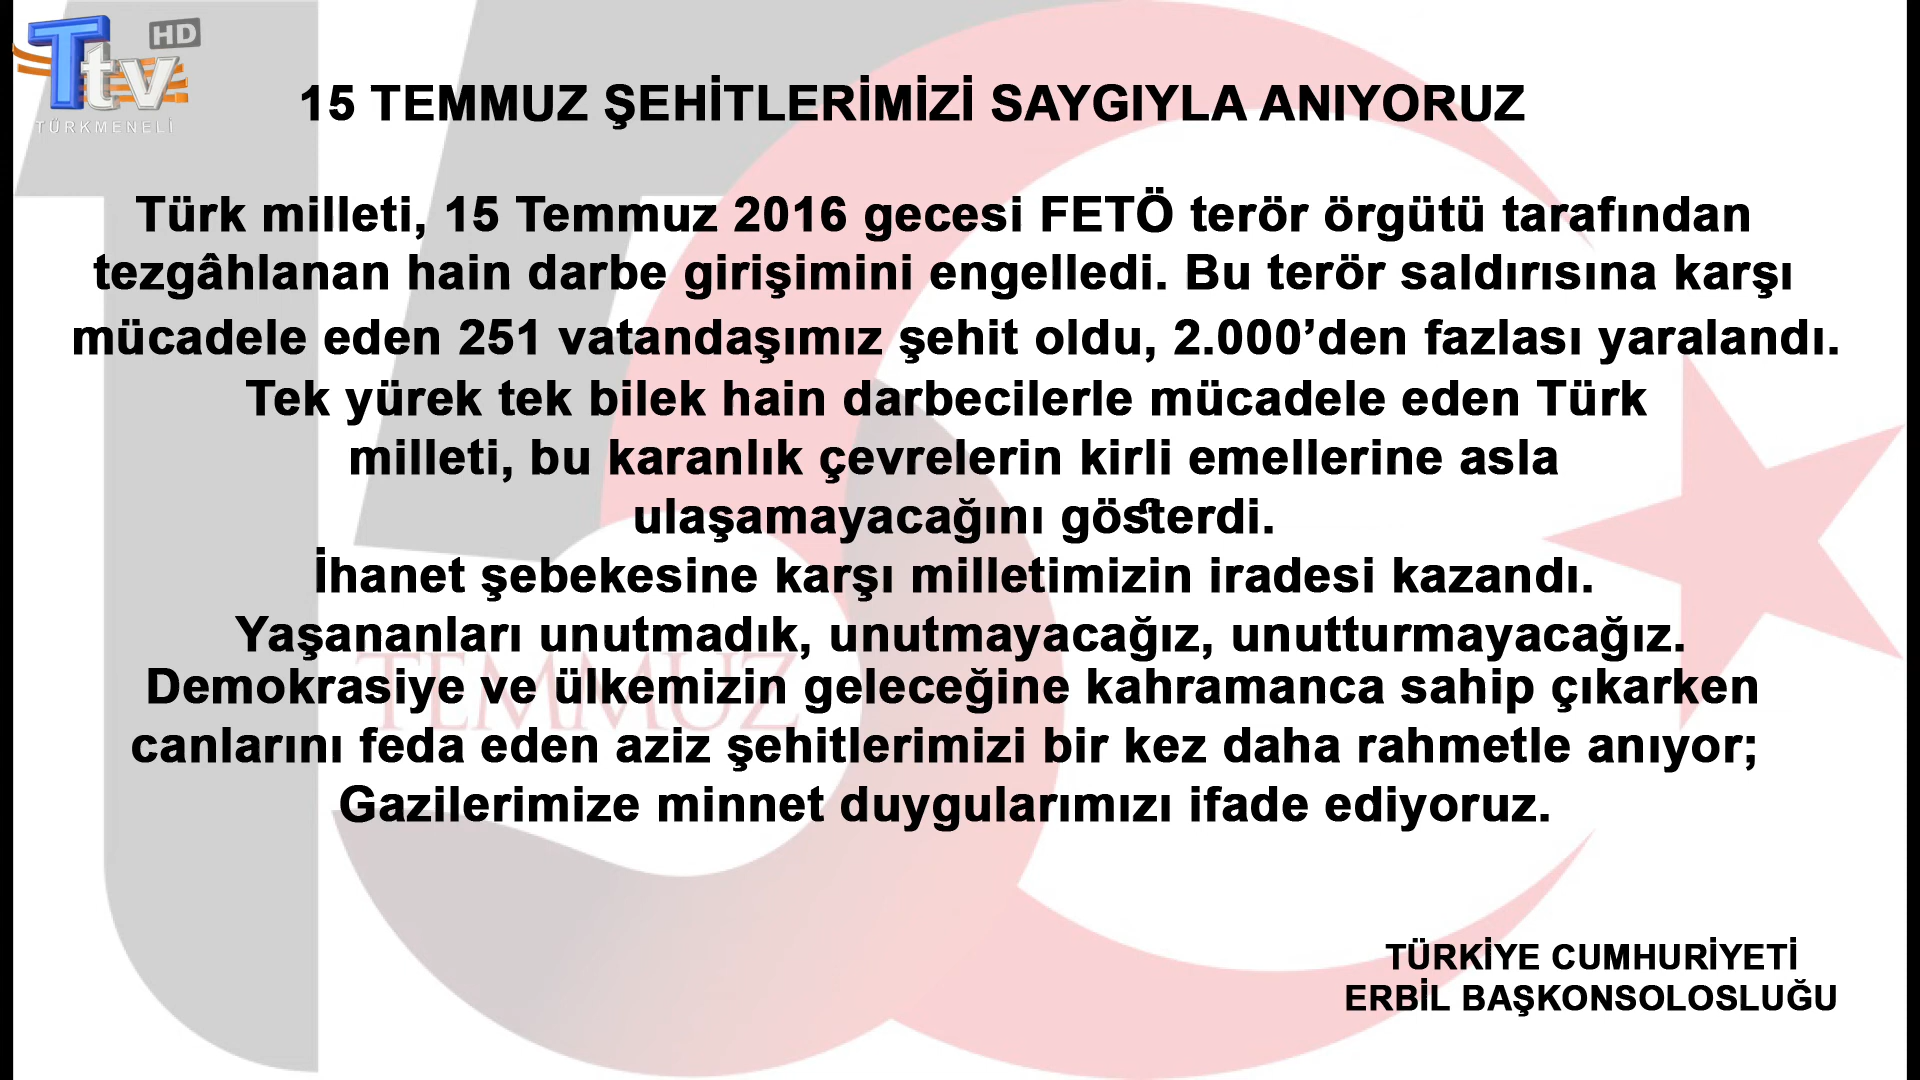 Ttv HD
TÜRKMENELİ
15 TEMMUZ ŞEHİTLERİMİZİ SAYGIYLA ANIYORUZ
Türk milleti, 15 Temmuz 2016 gecesi FETÖ terör örgütü tarafından
tezgâhlanan hain darbe girişimini engelledi. Bu terör saldırısına karşı
mücadele eden 251 vatandaşımız şehit oldu, 2.000’den fazlası yaralandı.
Tek yürek tek bilek hain darbecilerle mücadele eden Türk
milleti, bu karanlık çevrelerin kirli emellerine asla
ulaşamayacağını gösterdi.
İhanet şebekesine karşı milletimizin iradesi kazandı.
Yaşananları unutmadık, unutmayacağız, unutturmayacağız.
Demokrasiye ve ülkemizin geleceğine kahramanca sahip çıkarken
canlarını feda eden aziz şehitlerimizi bir kez daha rahmetle anıyor;
Gazilerimize minnet duygularımızı ifade ediyoruz.
15
TEMMUZ
TÜRKİYE CUMHURİYETİ
ERBİL BAŞKONSOLOSLUĞU